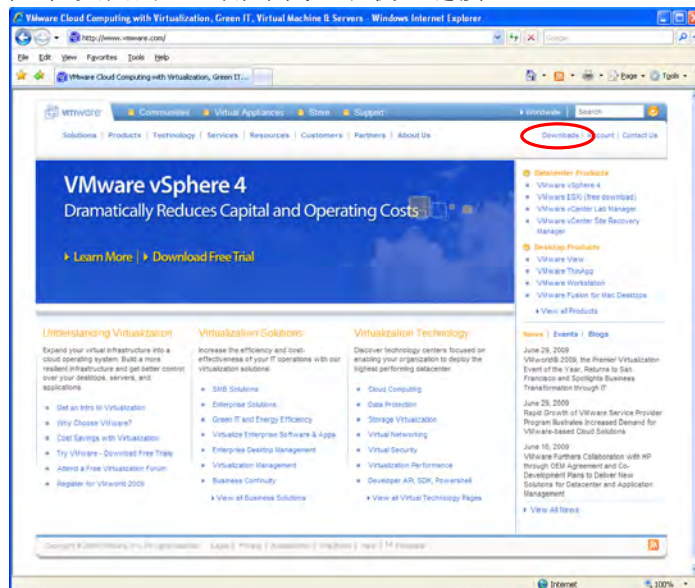 VMware Cloud Computing with Virtualization, Green IT, Virtual Machine & Servers - Windows Internet Explorer
http://www.vmware.com/
Google
File Edit View Favorites Tools Help
VMware Cloud Computing with Virtualization, Green IT...
Page Tools
vmware Communities Virtual Appliances Store Support Worldwide Search
Solutions | Products | Technology | Services | Resources | Customers | Partners | About Us
Downloads | Account | Contact Us
VMware vSphere 4
Dramatically Reduces Capital and Operating Costs
Learn More | Download Free Trial
Datacenter Products
VMware vSphere 4
VMware ESXi (free download)
VMware vCenter Lab Manager
VMware vCenter Site Recovery
Manager
Desktop Products
VMware View
VMware ThinApp
VMware Workstation
VMware Fusion for Mac Desktops
View all Products
Understanding Virtualization
Expand your virtual infrastructure into a
cloud operating system. Build a more
resilient infrastructure and get better control
over your desktops, servers, and
applications.
Get an Intro to Virtualization
Why Choose VMware?
Cost Savings with Virtualization
Try VMware - Download Free Trials
Attend a Free Virtualization Forum
Register for VMworld 2009
Virtualization Solutions
Increase the efficiency and cost-
effectiveness of your IT operations with our
virtualization solutions.
SMB Solutions
Enterprise Solutions
Green IT and Energy Efficiency
Virtualize Enterprise Software & Apps
Enterprise Desktop Management
Virtualization Management
Business Continuity
View all Business Solutions
Virtualization Technology
Discover technology centers focused on
enabling your organization to deploy the
highest performing datacenter.
Cloud Computing
Data Protection
Storage Virtualization
Virtual Networking
Virtual Security
Virtualization Performance
Developer API, SDK, Powershell
View all Virtual Technology Pages
News | Events | Blogs
June 29, 2009
VMworld® 2009, the Premier Virtualization
Event of the Year, Returns to San
Francisco and Spotlights Business
Transformation through IT
June 25, 2009
Rapid Growth of VMware Service Provider
Program Illustrates Increased Demand for
VMware-based Cloud Solutions
June 16, 2009
VMware Furthers Collaboration with HP
through OEM Agreement and Co-
Development Plans to Deliver New
Solutions for Datacenter and Application
Management
View All News
Legal | Privacy | Accessibility
Internet 100%